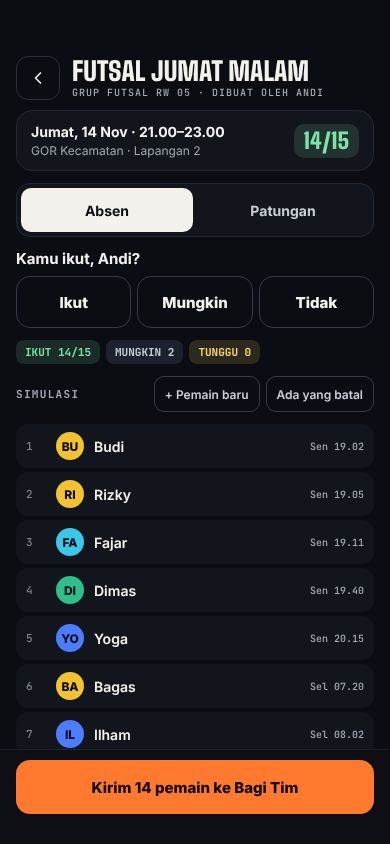 FUTSAL JUMAT MALAM
GRUP FUTSAL RW 05 · DIBUAT OLEH ANDI
Jumat, 14 Nov · 21.00–23.00
GOR Kecamatan · Lapangan 2
14/15
Absen
Patungan
Kamu ikut, Andi?
Ikut
Mungkin
Tidak
IKUT 14/15
MUNGKIN 2
TUNGGU 0
SIMULASI
+ Pemain baru
Ada yang batal
1 BU Budi Sen 19.02
2 RI Rizky Sen 19.05
3 FA Fajar Sen 19.11
4 DI Dimas Sen 19.40
5 YO Yoga Sen 20.15
6 BA Bagas Sel 07.20
7 IL Ilham Sel 08.02
Kirim 14 pemain ke Bagi Tim